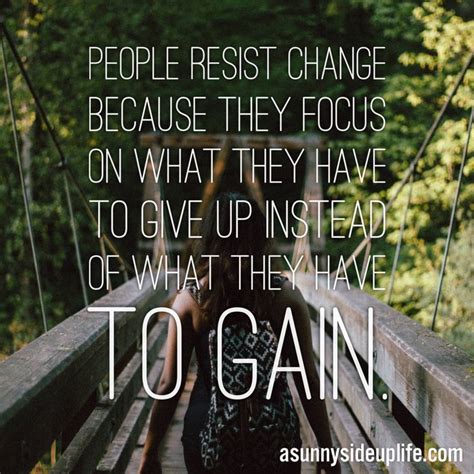 PEOPLE RESIST CHANGE
BECAUSE THEY FOCUS
ON WHAT THEY HAVE
TO GIVE UP INSTEAD
OF WHAT THEY HAVE
TO GAIN.
asunnysideuplife.com